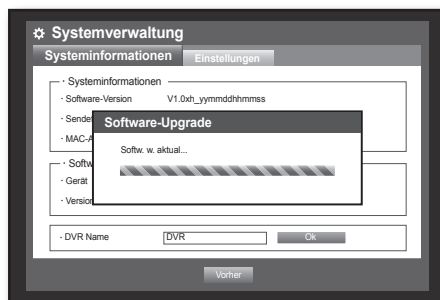 Systemverwaltung
Systeminformationen Einstellungen
· Systeminformationen
· Software-Version V1.0xh_yymmddhhmmss
Software-Upgrade
Softw. w. aktual...
· Gerät
· DVR Name DVR Ok
Vorher